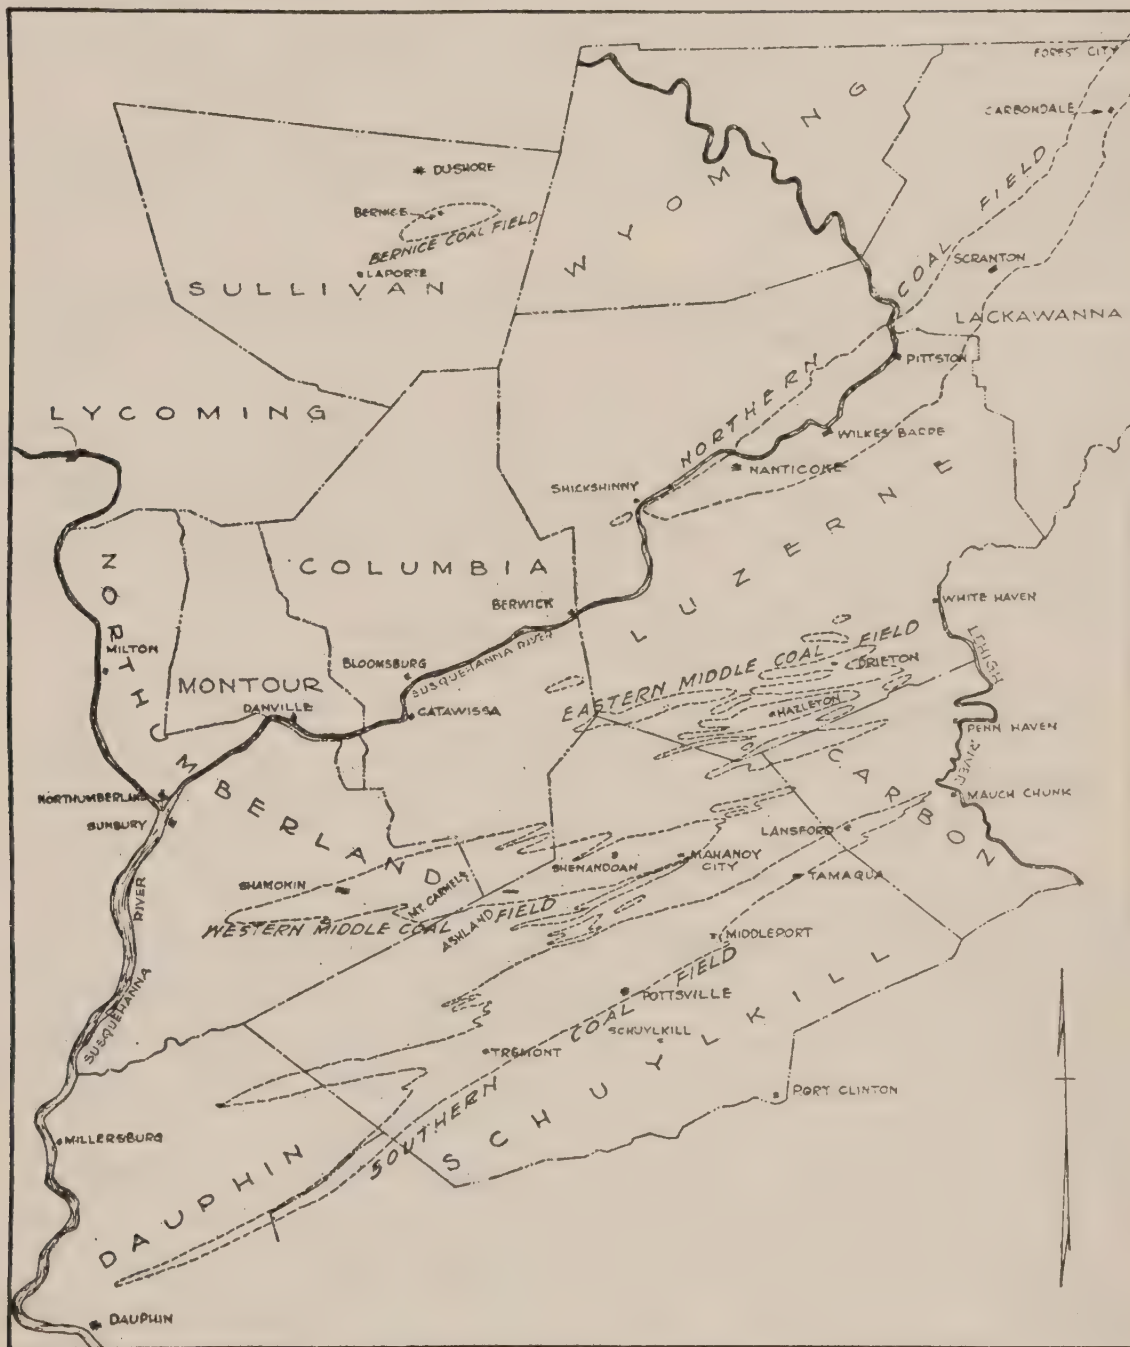 FOREST CITY
CARBONDALE
DUSHORE
BERNICE
BERNICE COAL FIELD
LAPORTE
SULLIVAN
WYOMING
NORTHERN COAL FIELD
SCRANTON
LACKAWANNA
PITTSTON
LYCOMING
WILKES BARRE
NANTICOKE
SHICKSHINNY
LUZERNE
COLUMBIA
BERWICK
WHITE HAVEN
LEHIGH RIVER
NORTHUMBERLAND
MILTON
MONTOUR
DANVILLE
BLOOMSBURG
SUSQUEHANNA RIVER
CATAWISSA
EASTERN MIDDLE COAL FIELD
DRIFTON
HAZLETON
PENN HAVEN
CARBON
MAUCH CHUNK
NORTHUMBERLAND
SUNBURY
LANSFORD
SHAMOKIN
MT. CARMEL
SHENANDOAH
MAHANOY
CITY
TAMAQUA
WESTERN MIDDLE COAL FIELD
ASHLAND
MIDDLEPORT
SUSQUEHANNA RIVER
POTTSVILLE
SCHUYLKILL
TREMONT
SOUTHERN COAL FIELD
SCHUYLKILL
PORT CLINTON
MILLERSBURG
DAUPHIN
DAUPHIN